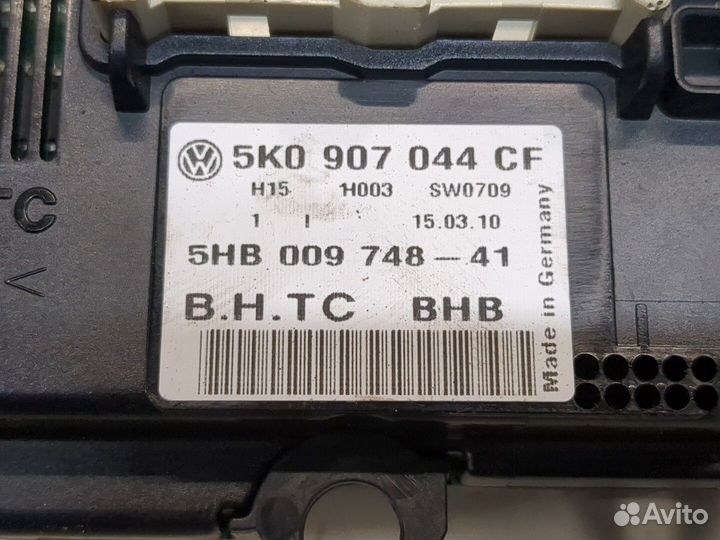 5K0 907 044 CF
H15 H003 SW0709
1 I 15.03.10
5HB 009 748-41
B.H.TC BHB
Made in Germany
TC
<
Avito